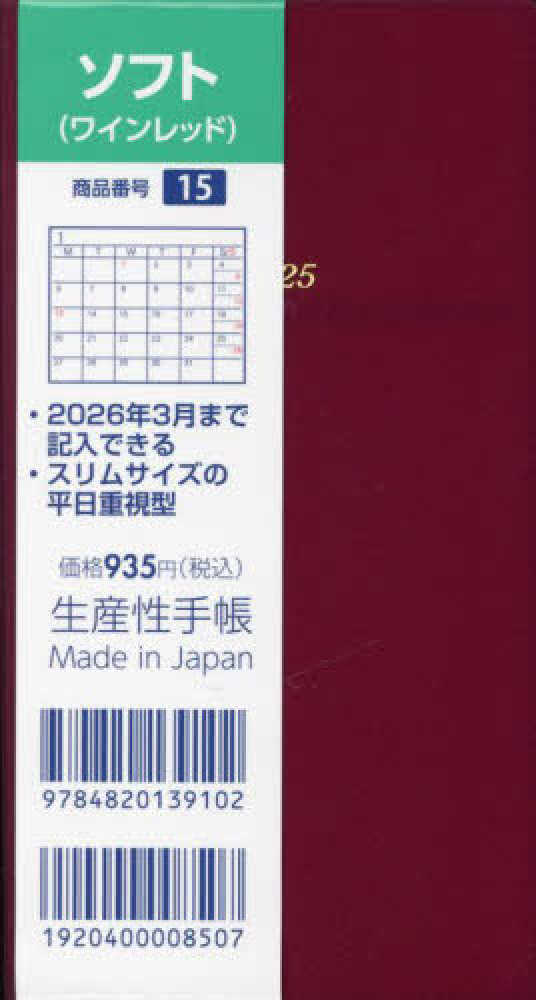 ソフト
(ワインレッド)
商品番号 15
1
M T W T F S
25
・2026年3月まで
記入できる
・スリムサイズの
平日重視型
価格935円(税込)
生産性手帳
Made in Japan
9784820139102
1920400008507